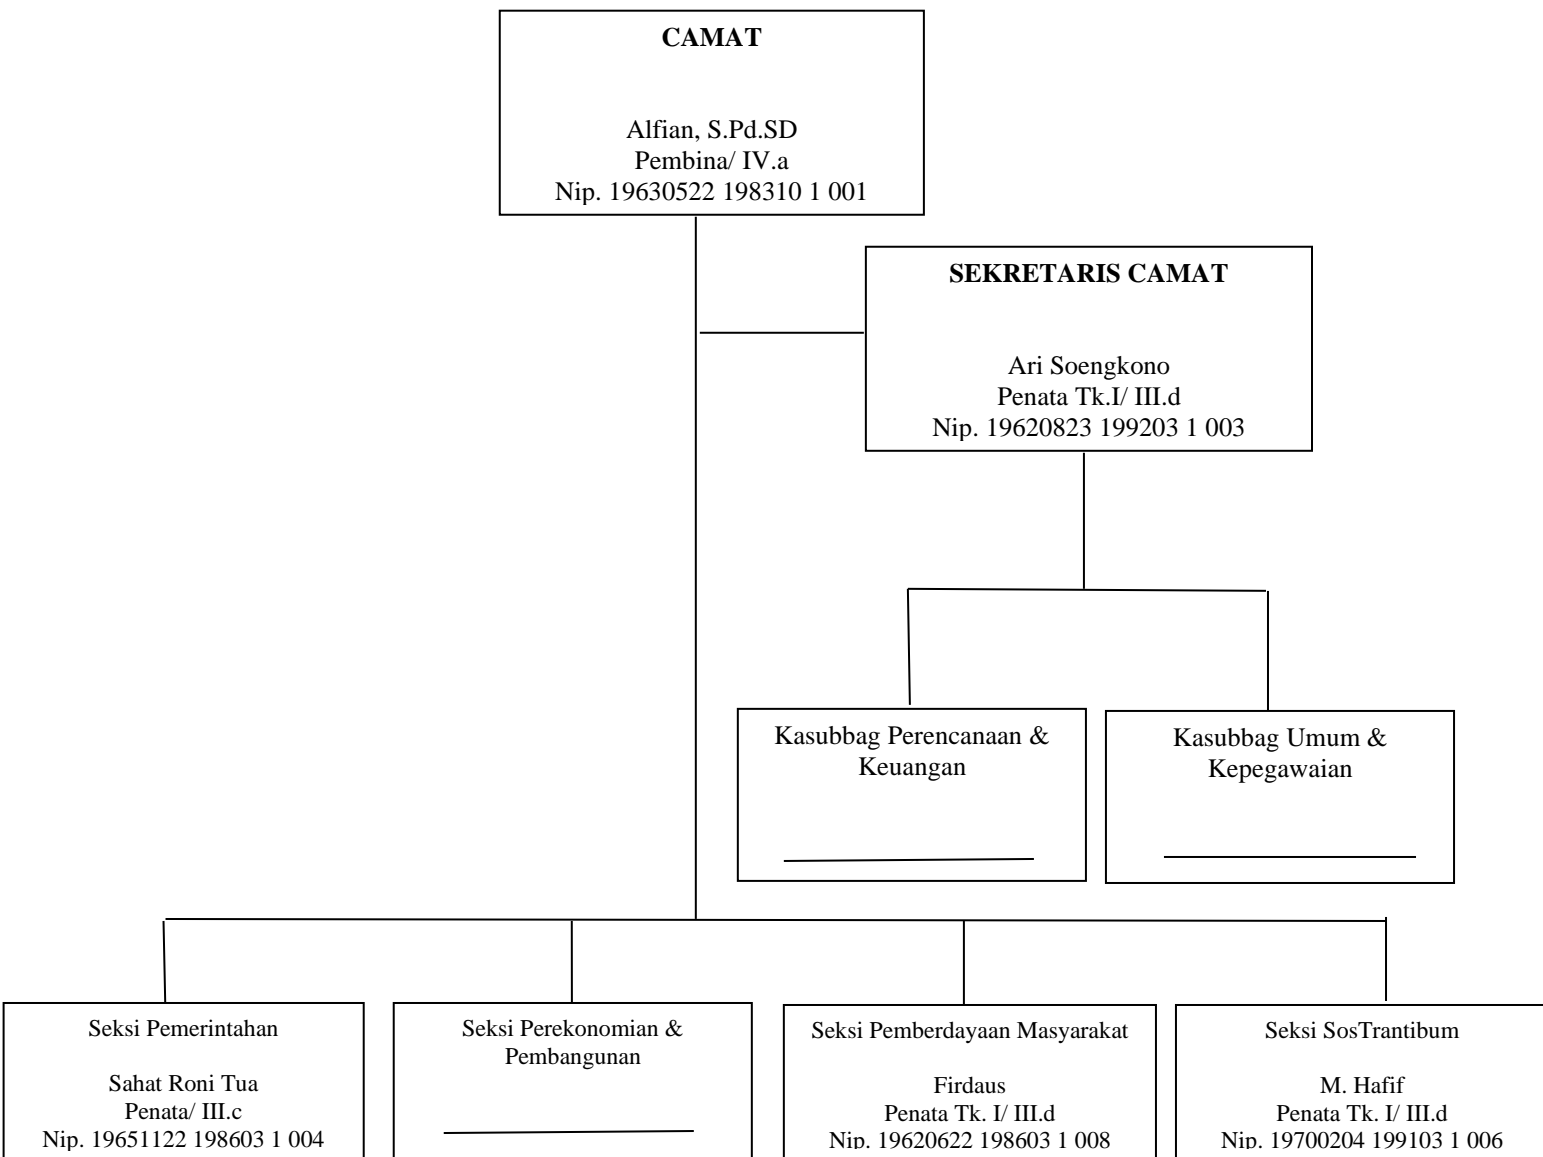 CAMAT
Alfian, S.Pd.SD
Pembina/ IV.a
Nip. 19630522 198310 1 001
SEKRETARIS CAMAT
Ari Soengkono
Penata Tk.I/ III.d
Nip. 19620823 199203 1 003
Kasubbag Perencanaan &
Keuangan
Kasubbag Umum &
Kepegawaian
Seksi Pemerintahan
Sahat Roni Tua
Penata/ III.c
Nip. 19651122 198603 1 004
Seksi Perekonomian &
Pembangunan
Seksi Pemberdayaan Masyarakat
Firdaus
Penata Tk. I/ III.d
Nip. 19620622 198603 1 008
Seksi SosTrantibum
M. Hafif
Penata Tk. I/ III.d
Nip. 19700204 199103 1 006